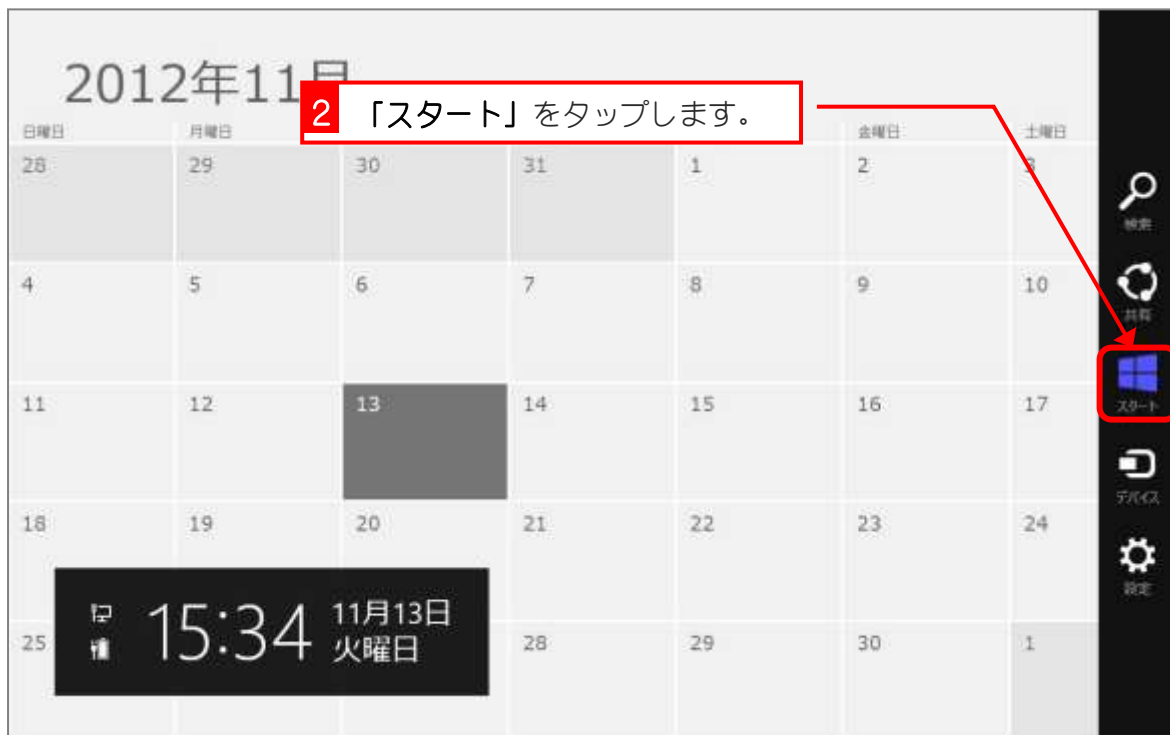 2012年11月
2 「スタート」をタップします。
日曜日 月曜日 金曜日 土曜日
28 29 30 31 1 2 3
検索
共有
4 5 6 7 8 9 10
スタート
11 12 13 14 15 16 17
デバイス
18 19 20 21 22 23 24
設定
15:34 11月13日
火曜日
25 28 29 30 1